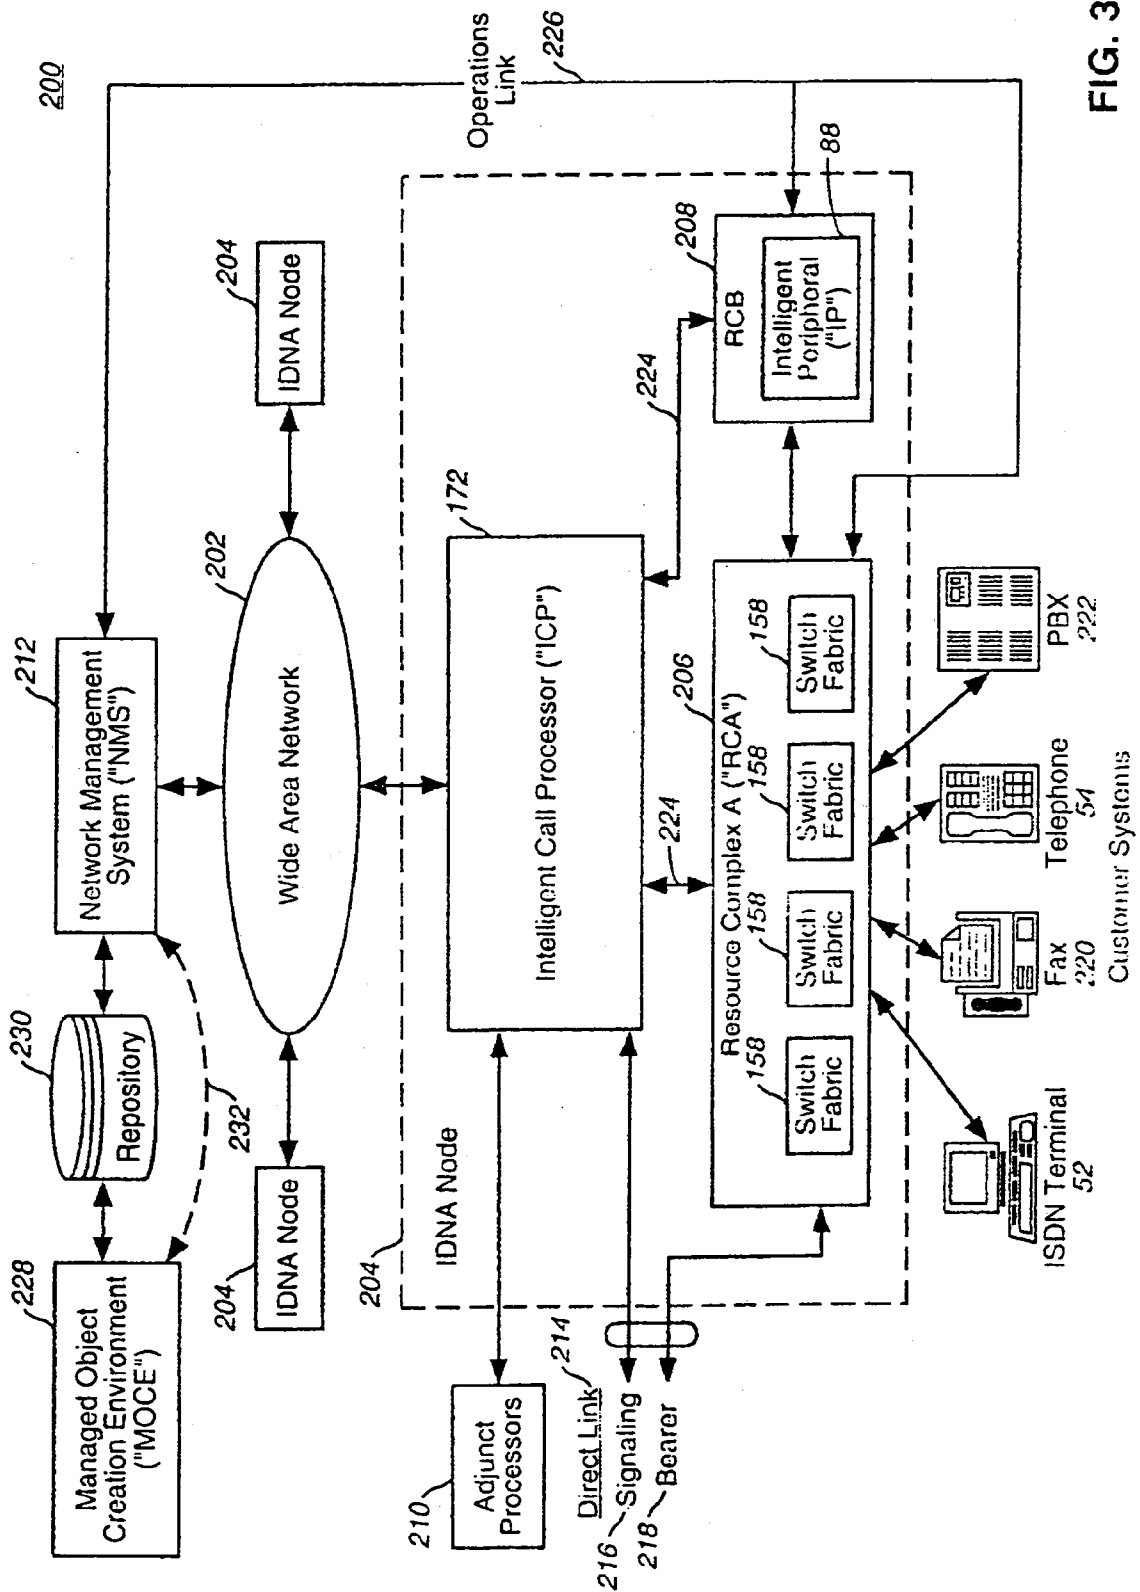 200
228
Managed Object
Creation Environment
("MOCE")
230
Repository
232
212
Network Management
System ("NMS")
Operations
Link
226
204
IDNA Node
202
Wide Area Network
204
IDNA Node
204
IDNA Node
210
Adjunct
Processors
172
Intelligent Call Processor ("ICP")
224
208
RCB
Intelligent
Poriphoral
("IP")
88
Direct Link
214
216
Signaling
218
Bearer
224
206
Resource Complex A ("RCA")
158
Switch
Fabric
158
Switch
Fabric
158
Switch
Fabric
158
Switch
Fabric
ISDN Terminal
52
Fax
220
Telephone
54
PBX
222
Customer Systems
FIG. 3